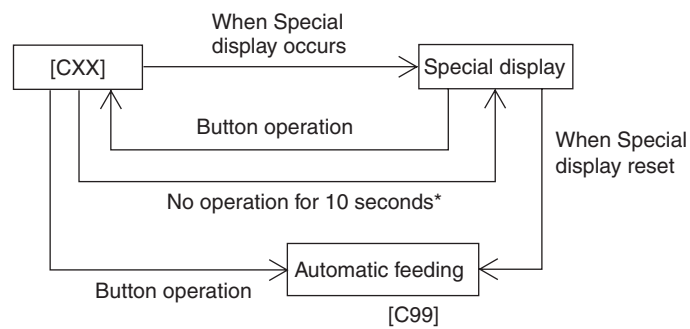 When Special
display occurs
[CXX]
Special display
Button operation
When Special
display reset
No operation for 10 seconds*
Automatic feeding
Button operation
[C99]